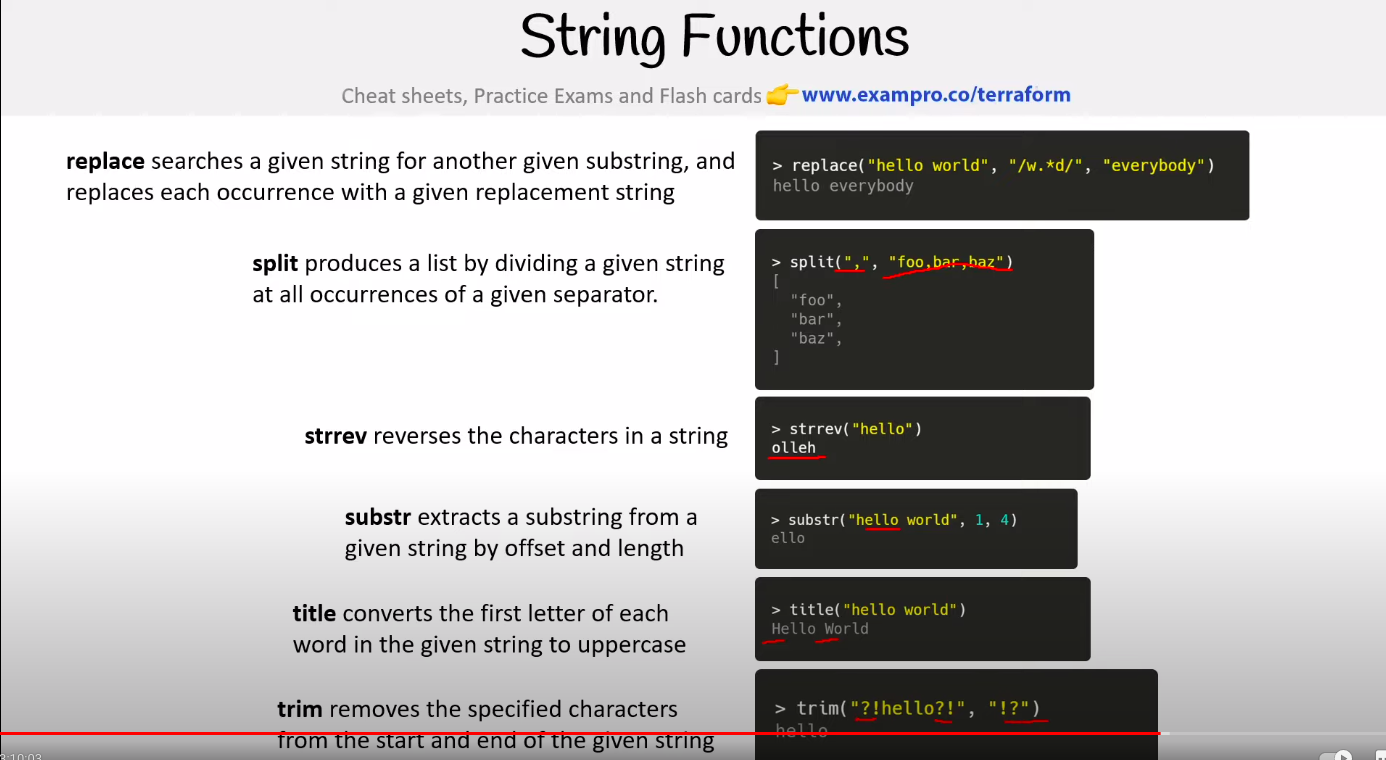 String Functions
Cheat sheets, Practice Exams and Flash cards 👉 www.exampro.co/terraform
replace searches a given string for another given substring, and
replaces each occurrence with a given replacement string
> replace("hello world", "/w.*d/", "everybody")
hello everybody
split produces a list by dividing a given string
at all occurrences of a given separator.
> split(",", "foo,bar,baz")
[
"foo",
"bar",
"baz",
]
strrev reverses the characters in a string
> strrev("hello")
olleh
substr extracts a substring from a
given string by offset and length
> substr("hello world", 1, 4)
ello
title converts the first letter of each
word in the given string to uppercase
> title("hello world")
Hello World
trim removes the specified characters
from the start and end of the given string
> trim("?!hello?!", "!?")
hello
3:10:03